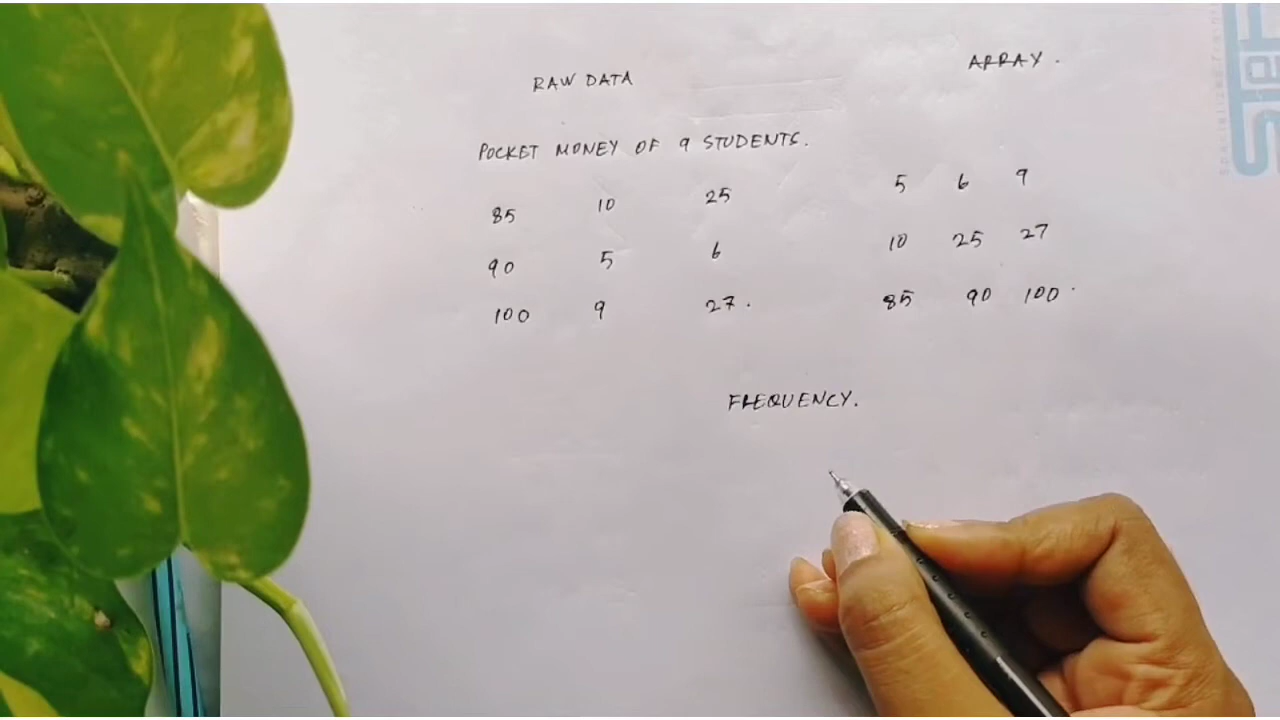 RAW DATA
ARRAY.
POCKET MONEY OF 9 STUDENTS.
85 10 25
90 5 6
100 9 27.
5 6 9
10 25 27
85 90 100.
FREQUENCY.